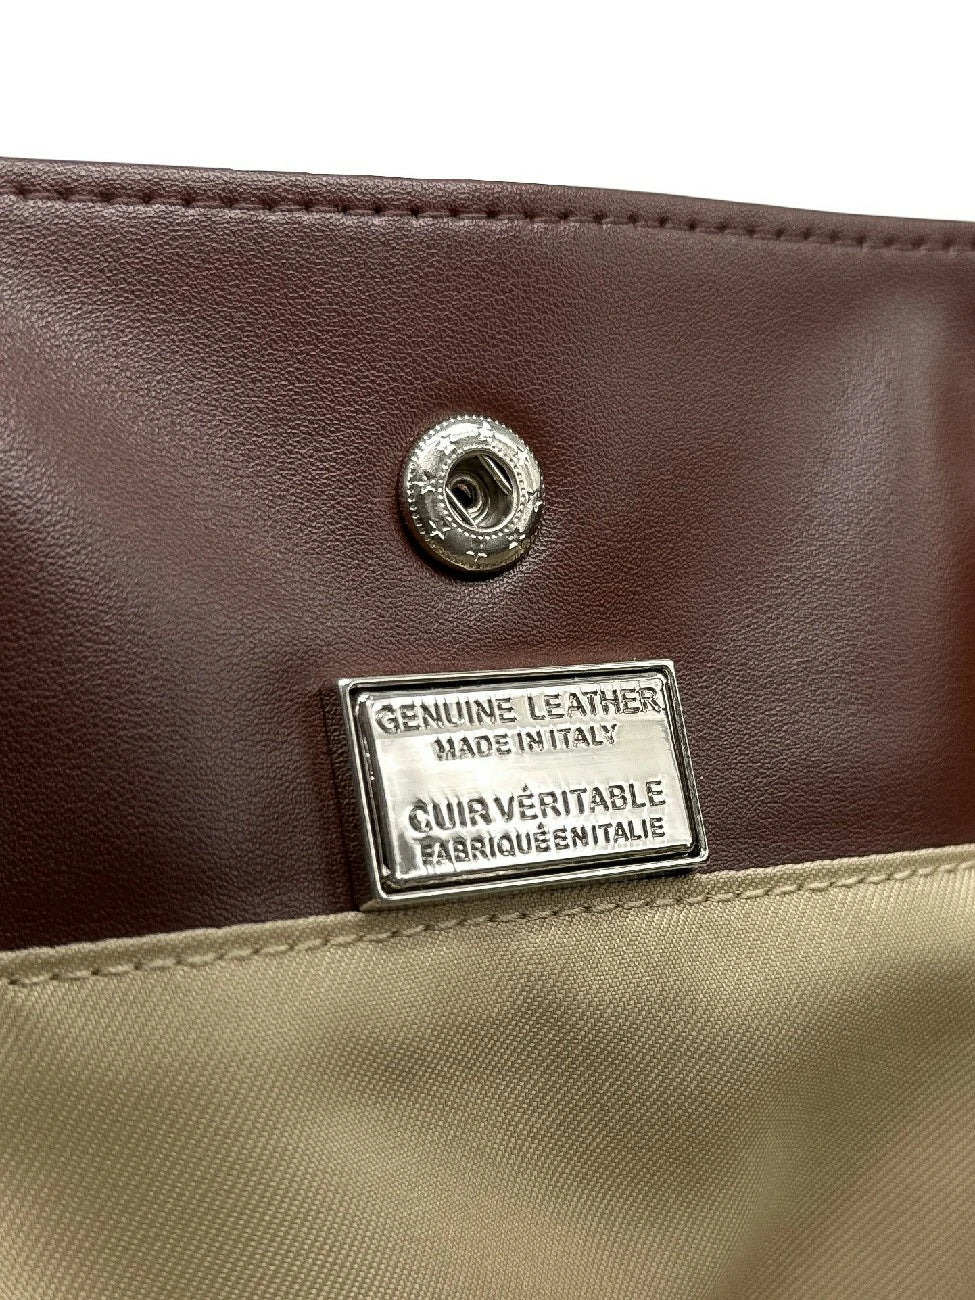 GENUINE LEATHER
MADE IN ITALY
CUIR VÉRITABLE
FABRIQUÉ EN ITALIE